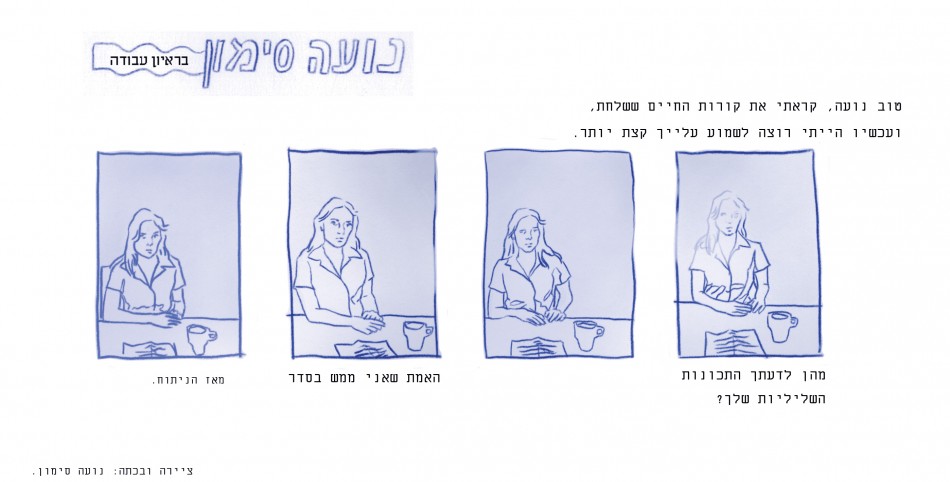 נועה סימון
בראיון עבודה
טוב נועה, קראתי את קורות החיים ששלחת,
ועכשיו הייתי רוצה לשמוע עלייך קצת יותר.
מהן לדעתך התכונות
השליליות שלך?
האמת שאני ממש בסדר
מאז הניתוח.
ציירה ובכתה: נועה סימון.